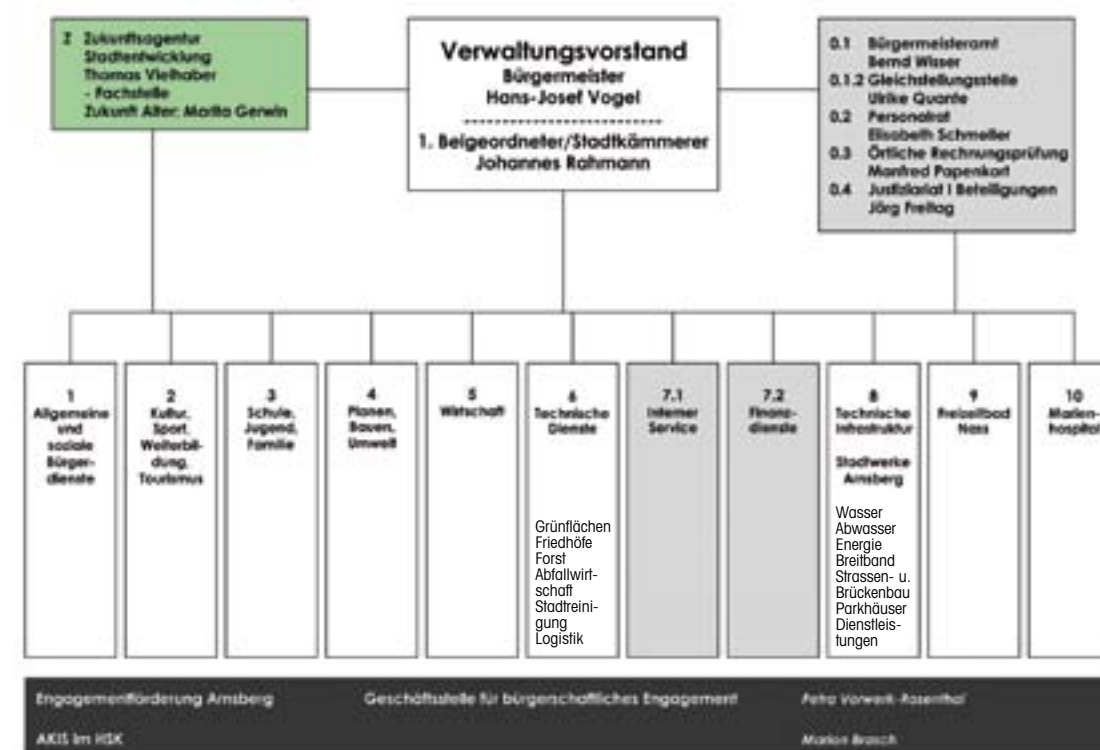 Z Zukunftsagentur
Stadtentwicklung
Thomas Vielhaber
- Fachstelle
Zukunft Alter: Marita Gerwin
Verwaltungsvorstand
Bürgermeister
Hans-Josef Vogel
--------------------------
1. Beigeordneter/Stadtkämmerer
Johannes Rahmann
0.1 Bürgermeisteramt
Bernd Wisser
0.1.2 Gleichstellungsstelle
Ulrike Quante
0.2 Personalrat
Elisabeth Schmeller
0.3 Örtliche Rechnungsprüfung
Manfred Papenkort
0.4 Justiziariat I Beteiligungen
Jörg Freitag
1
Allgemeine
und
soziale
Bürger-
dienste
2
Kultur,
Sport,
Weiterbil-
dung,
Tourismus
3
Schule,
Jugend,
Familie
4
Planen,
Bauen,
Umwelt
5
Wirtschaft
6
Technische
Dienste
Grünflächen
Friedhöfe
Forst
Abfallwirt-
schaft
Stadtreini-
gung
Logistik
7.1
Interner
Service
7.2
Finanz-
dienste
8
Technische
Infrastruktur
Stadtwerke
Arnsberg
Wasser
Abwasser
Energie
Breitband
Strassen- u.
Brückenbau
Parkhäuser
Dienstleis-
tungen
9
Freizeitbad
Nass
10
Marien-
hospital
Engagementförderung Arnsberg Geschäftsstelle für bürgerschaftliches Engagement Petra Vorwerk-Rosenthal
AKIS im HSK Marion Brasch